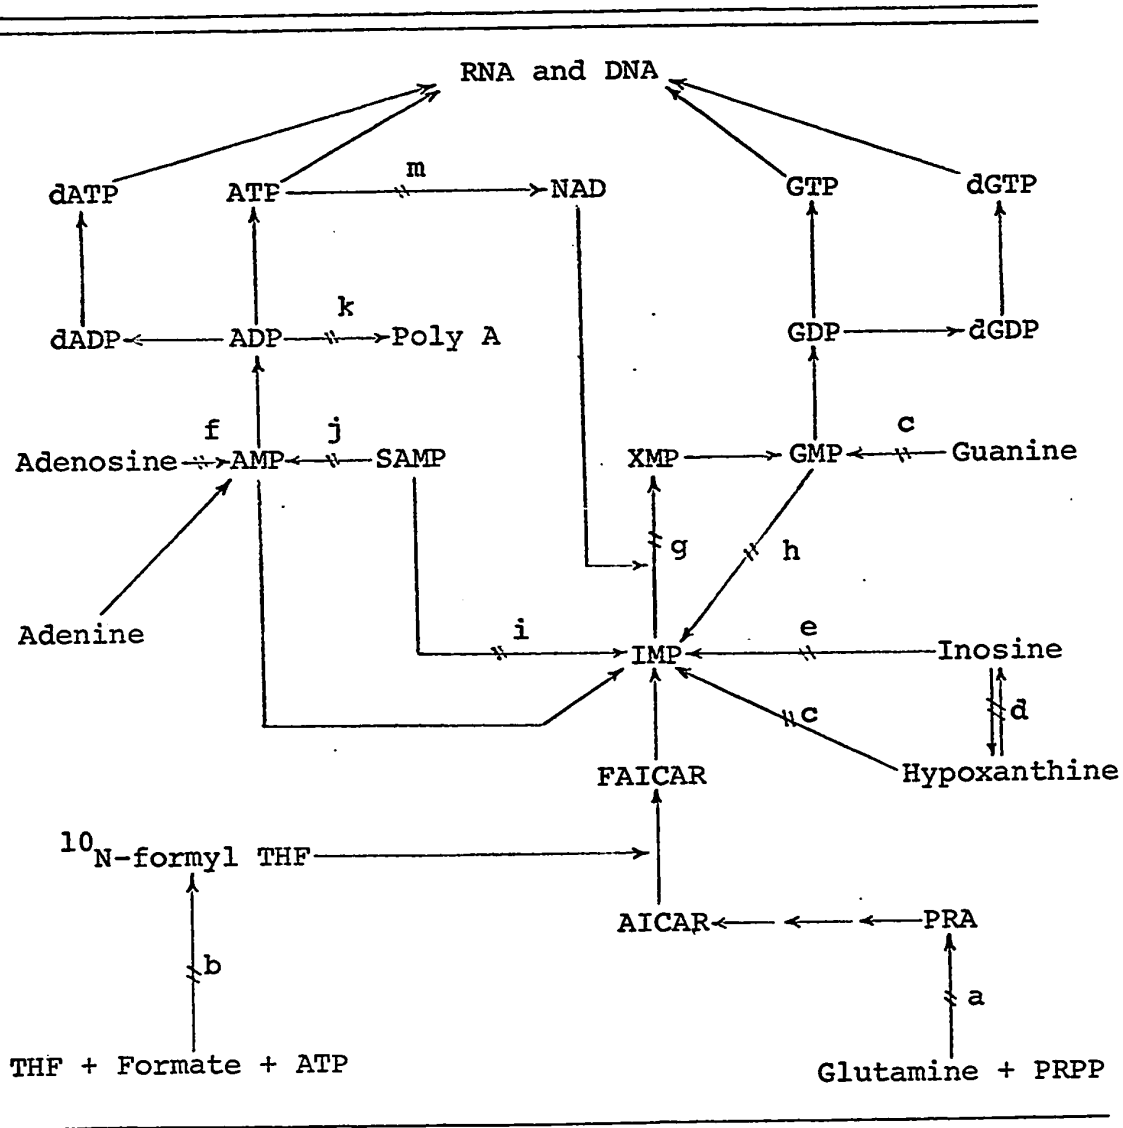 RNA and DNA
m
dATP ATP NAD GTP dGTP
k
dADP ADP Poly A GDP dGDP
f j c
Adenosine AMP SAMP XMP GMP Guanine
g h
Adenine i e
IMP Inosine
c d
FAICAR Hypoxanthine
10N-formyl THF
AICAR PRA
b
a
THF + Formate + ATP Glutamine + PRPP